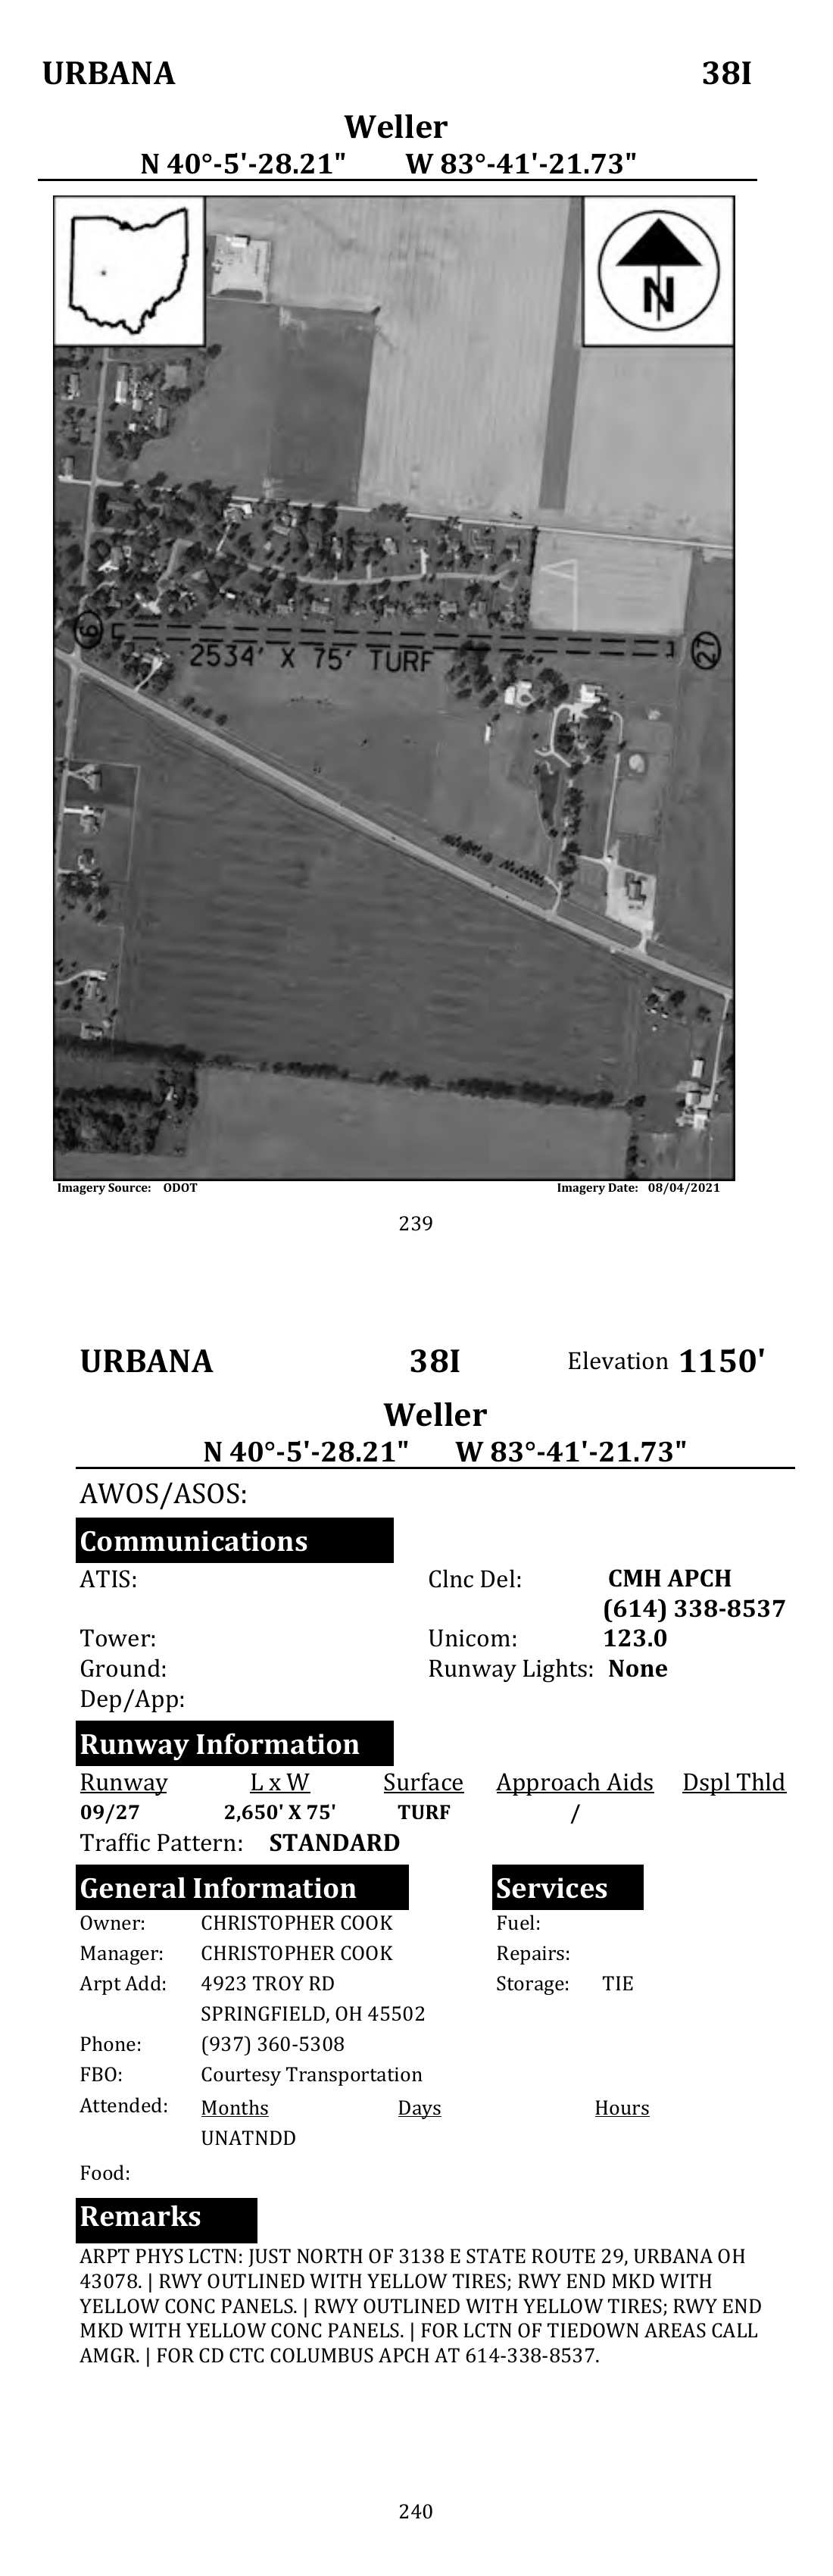 URBANA 38I
Weller
N 40°-5'-28.21" W 83°-41'-21.73"
N
9
27
2534' X 75' TURF
Imagery Source: ODOT Imagery Date: 08/04/2021
239
URBANA 38I Elevation 1150'
Weller
N 40°-5'-28.21" W 83°-41'-21.73"
AWOS/ASOS:
Communications
ATIS: Clnc Del: CMH APCH
(614) 338-8537
Tower: Unicom: 123.0
Ground: Runway Lights: None
Dep/App:
Runway Information
Runway L x W Surface Approach Aids Dspl Thld
09/27 2,650' X 75' TURF /
Traffic Pattern: STANDARD
General Information Services
Owner: CHRISTOPHER COOK Fuel:
Manager: CHRISTOPHER COOK Repairs:
Arpt Add: 4923 TROY RD Storage: TIE
SPRINGFIELD, OH 45502
Phone: (937) 360-5308
FBO: Courtesy Transportation
Attended: Months Days Hours
UNATNDD
Food:
Remarks
ARPT PHYS LCTN: JUST NORTH OF 3138 E STATE ROUTE 29, URBANA OH
43078. | RWY OUTLINED WITH YELLOW TIRES; RWY END MKD WITH
YELLOW CONC PANELS. | RWY OUTLINED WITH YELLOW TIRES; RWY END
MKD WITH YELLOW CONC PANELS. | FOR LCTN OF TIEDOWN AREAS CALL
AMGR. | FOR CD CTC COLUMBUS APCH AT 614-338-8537.
240